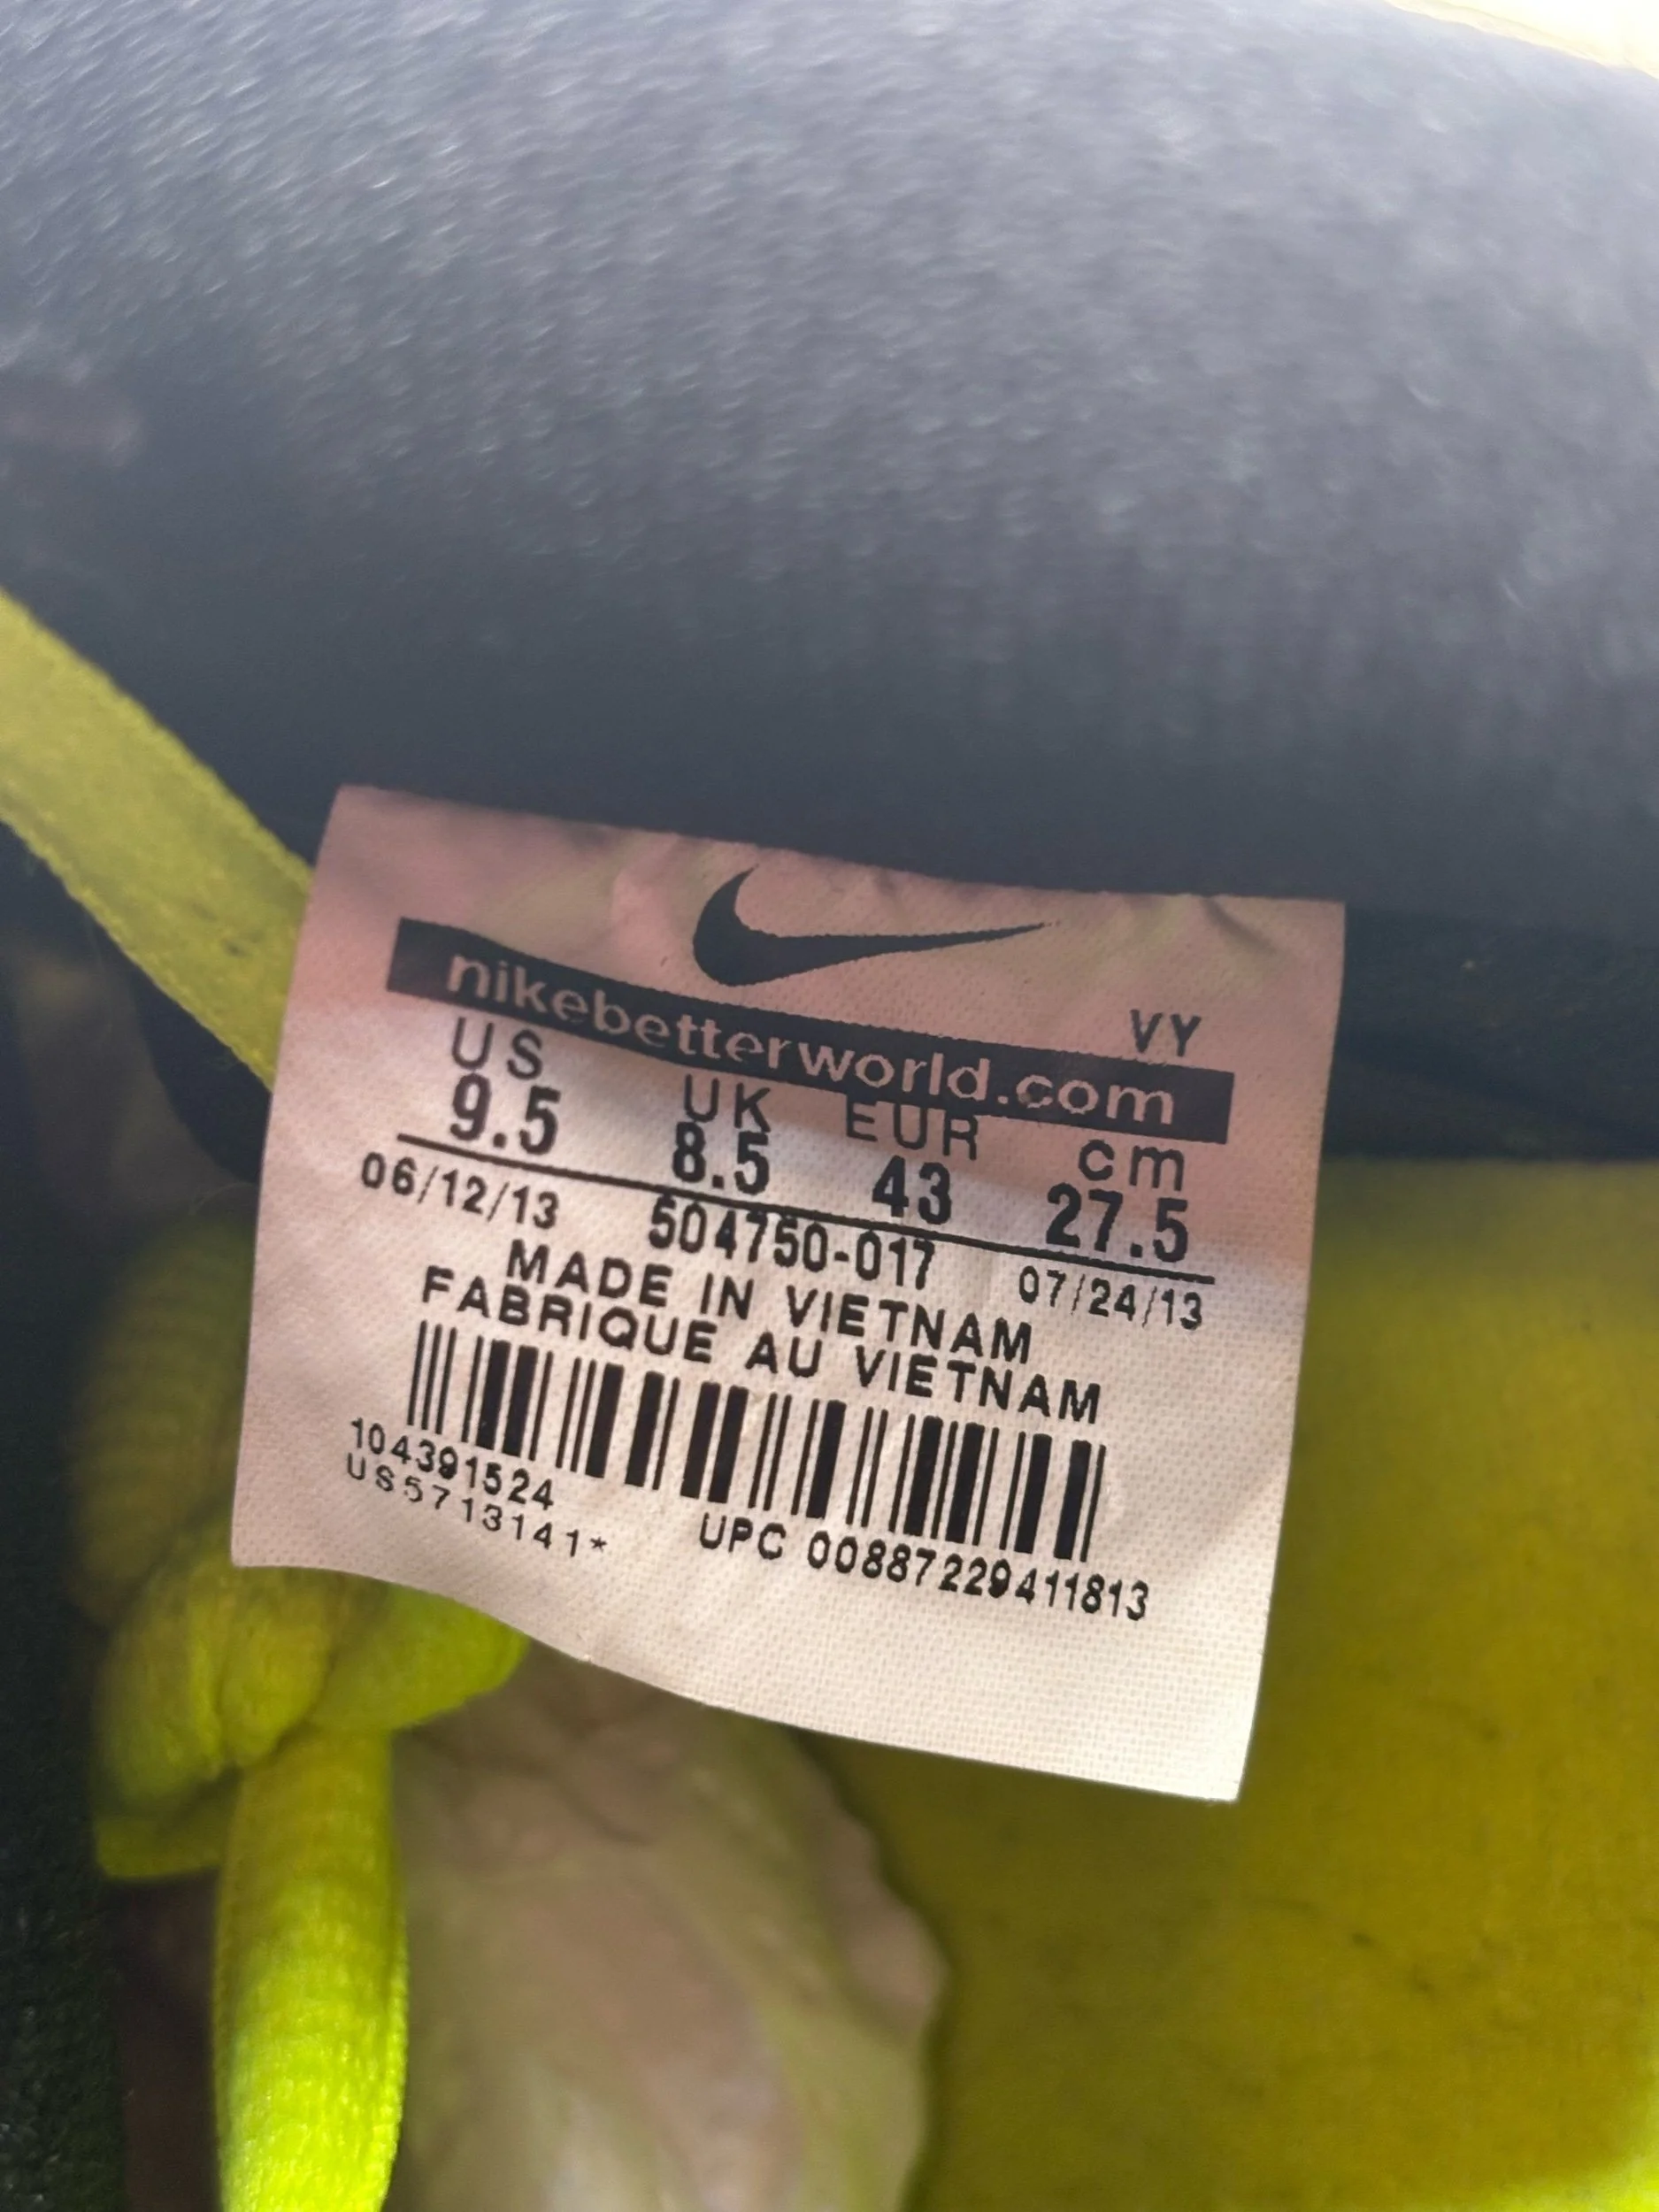 VY
nikebetterworld.com
US UK EUR cm
9.5 8.5 43 27.5
06/12/13 504750-017 07/24/13
MADE IN VIETNAM
FABRIQUE AU VIETNAM
104391524
US5713141* UPC 00887229411813